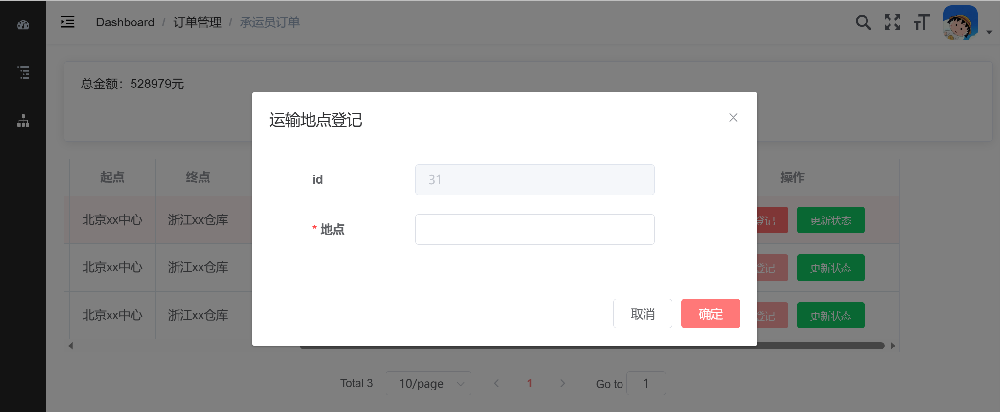 Dashboard / 订单管理 / 承运员订单
总金额：528979元
运输地点登记
id 31
* 地点
取消 确定
起点 终点 操作
北京xx中心 浙江xx仓库 登记 更新状态
北京xx中心 浙江xx仓库 登记 更新状态
北京xx中心 浙江xx仓库 登记 更新状态
Total 3 10/page 1 Go to 1